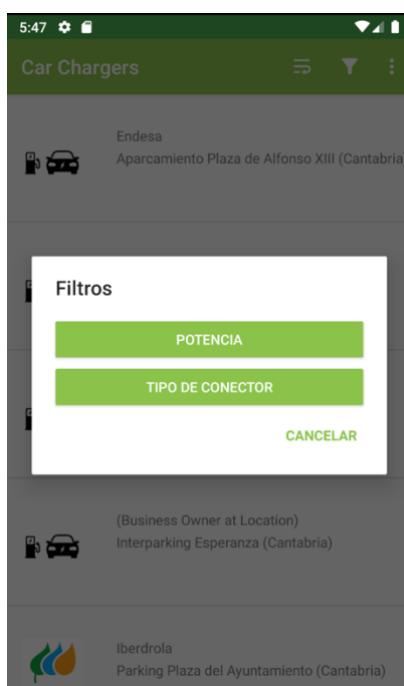 5:47
Car Chargers
Endesa
Aparcamiento Plaza de Alfonso XIII (Cantabria
Filtros
POTENCIA
TIPO DE CONECTOR
CANCELAR
(Business Owner at Location)
Interparking Esperanza (Cantabria)
Iberdrola
Parking Plaza del Ayuntamiento (Cantabria)